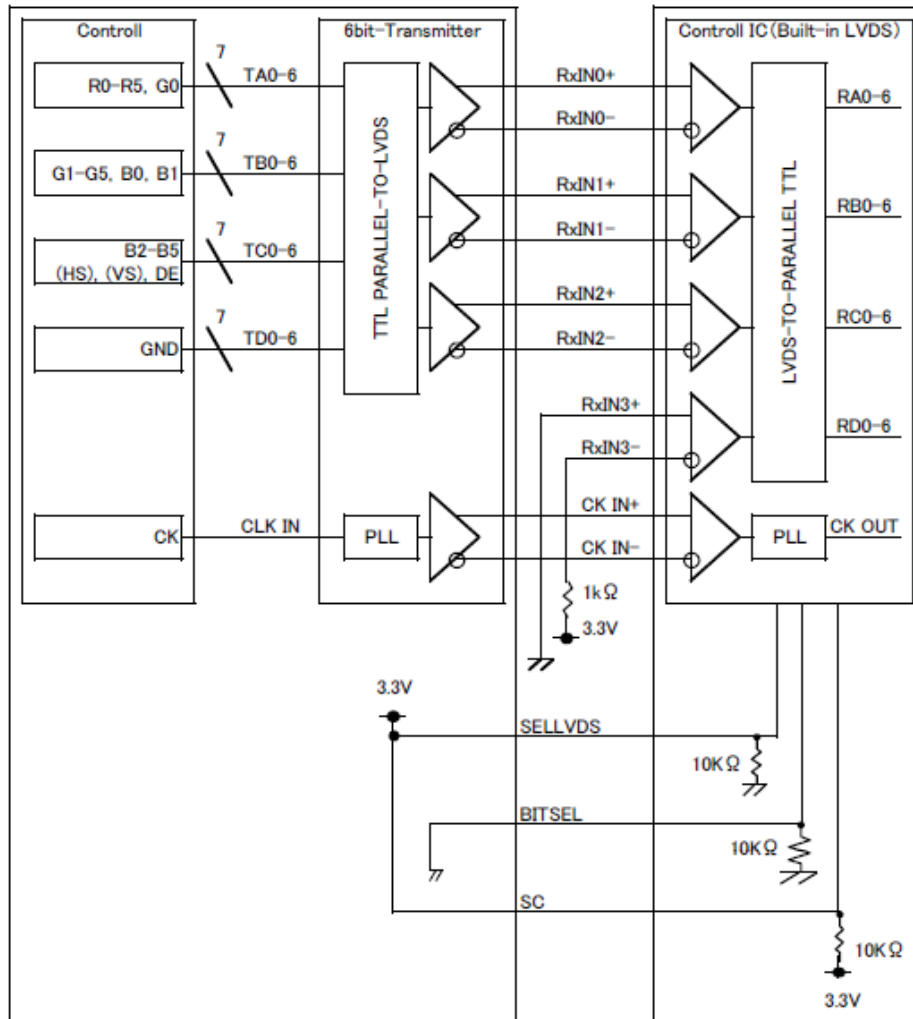 Controll
6bit-Transmitter
Controll IC(Built-in LVDS)
R0-R5, G0
7
TA0-6
RxIN0+
RxIN0-
RA0-6
G1-G5, B0, B1
7
TB0-6
RxIN1+
RxIN1-
RB0-6
B2-B5
(HS), (VS), DE
7
TC0-6
RxIN2+
RxIN2-
RC0-6
GND
7
TD0-6
RxIN3+
RxIN3-
RD0-6
TTL PARALLEL-TO-LVDS
LVDS-TO-PARALLEL TTL
CK
CLK IN
PLL
CK IN+
CK IN-
PLL
CK OUT
1kΩ
3.3V
3.3V
SELLVDS
10KΩ
BITSEL
10KΩ
SC
10KΩ
3.3V